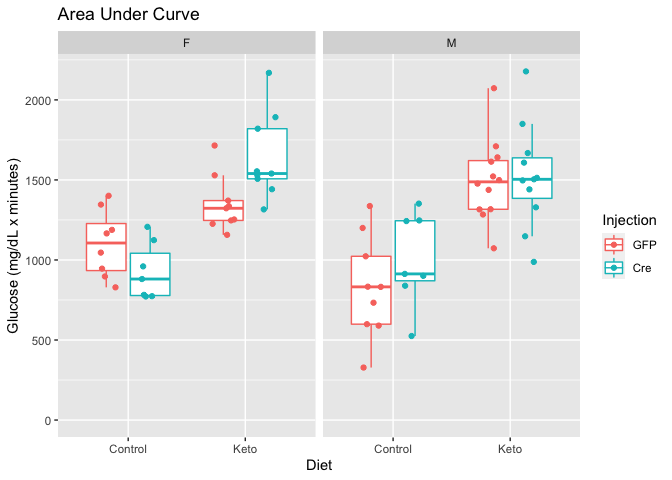 Area Under Curve
F
M
Glucose (mg/dL x minutes)
2000
1500
1000
500
0
Control
Keto
Control
Keto
Diet
Injection
GFP
Cre